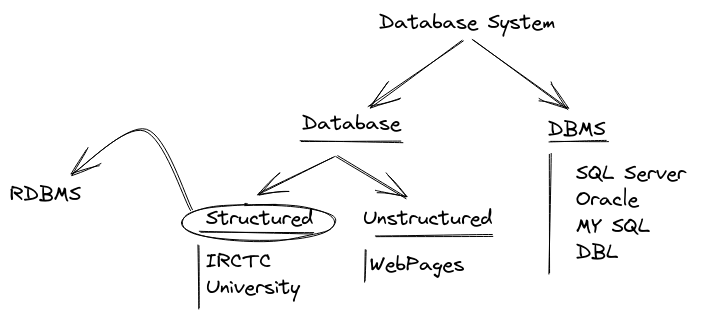 Database System
Database
DBMS
RDBMS
Structured
Unstructured
IRCTC
University
WebPages
SQL Server
Oracle
MY SQL
DBL